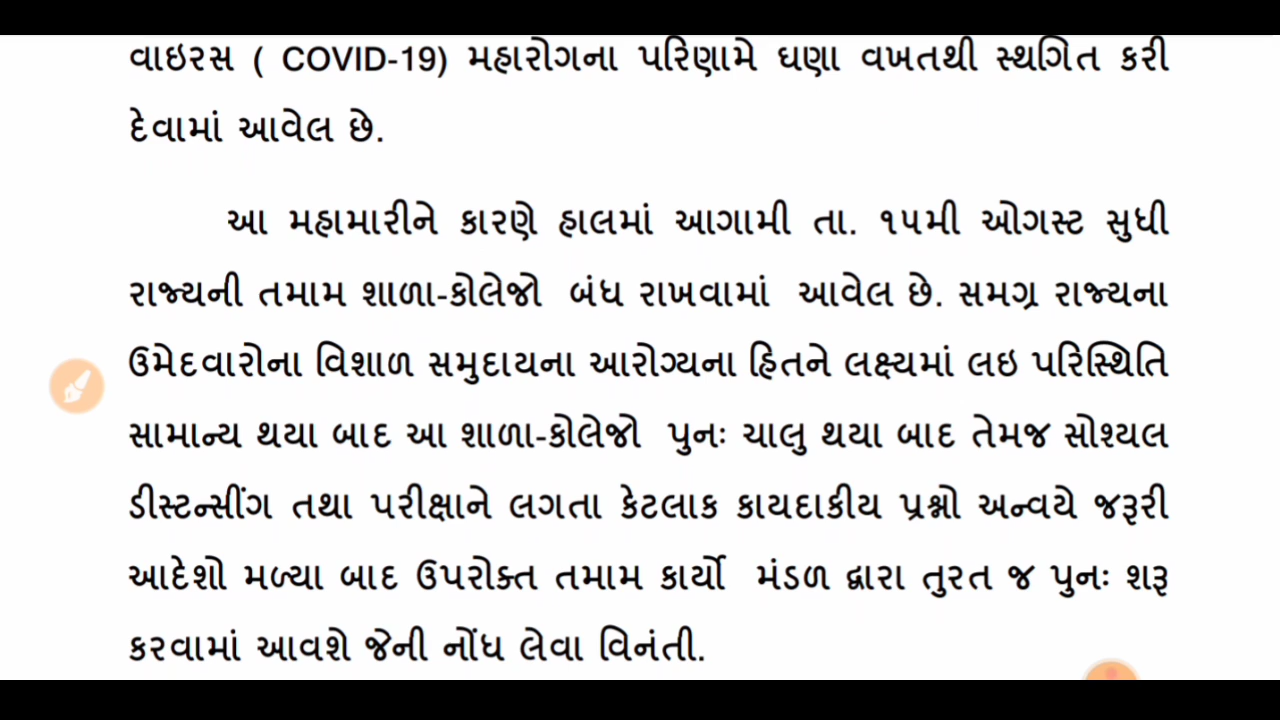 વાઇરસ ( COVID-19) મહારોગના પરિણામે ઘણા વખતથી સ્થગિત કરી
દેવામાં આવેલ છે.
આ મહામારીને કારણે હાલમાં આગામી તા. ૧૫મી ઓગસ્ટ સુધી
રાજ્યની તમામ શાળા-કોલેજો બંધ રાખવામાં આવેલ છે. સમગ્ર રાજ્યના
ઉમેદવારોના વિશાળ સમુદાયના આરોગ્યના હિતને લક્ષ્યમાં લઇ પરિસ્થિતિ
સામાન્ય થયા બાદ આ શાળા-કોલેજો પુનઃ ચાલુ થયા બાદ તેમજ સોશ્યલ
ડીસ્ટન્સીંગ તથા પરીક્ષાને લગતા કેટલાક કાયદાકીય પ્રશ્નો અન્વયે જરૂરી
આદેશો મળ્યા બાદ ઉપરોક્ત તમામ કાર્યો મંડળ દ્વારા તુરત જ પુનઃ શરૂ
કરવામાં આવશે જેની નોંધ લેવા વિનંતી.